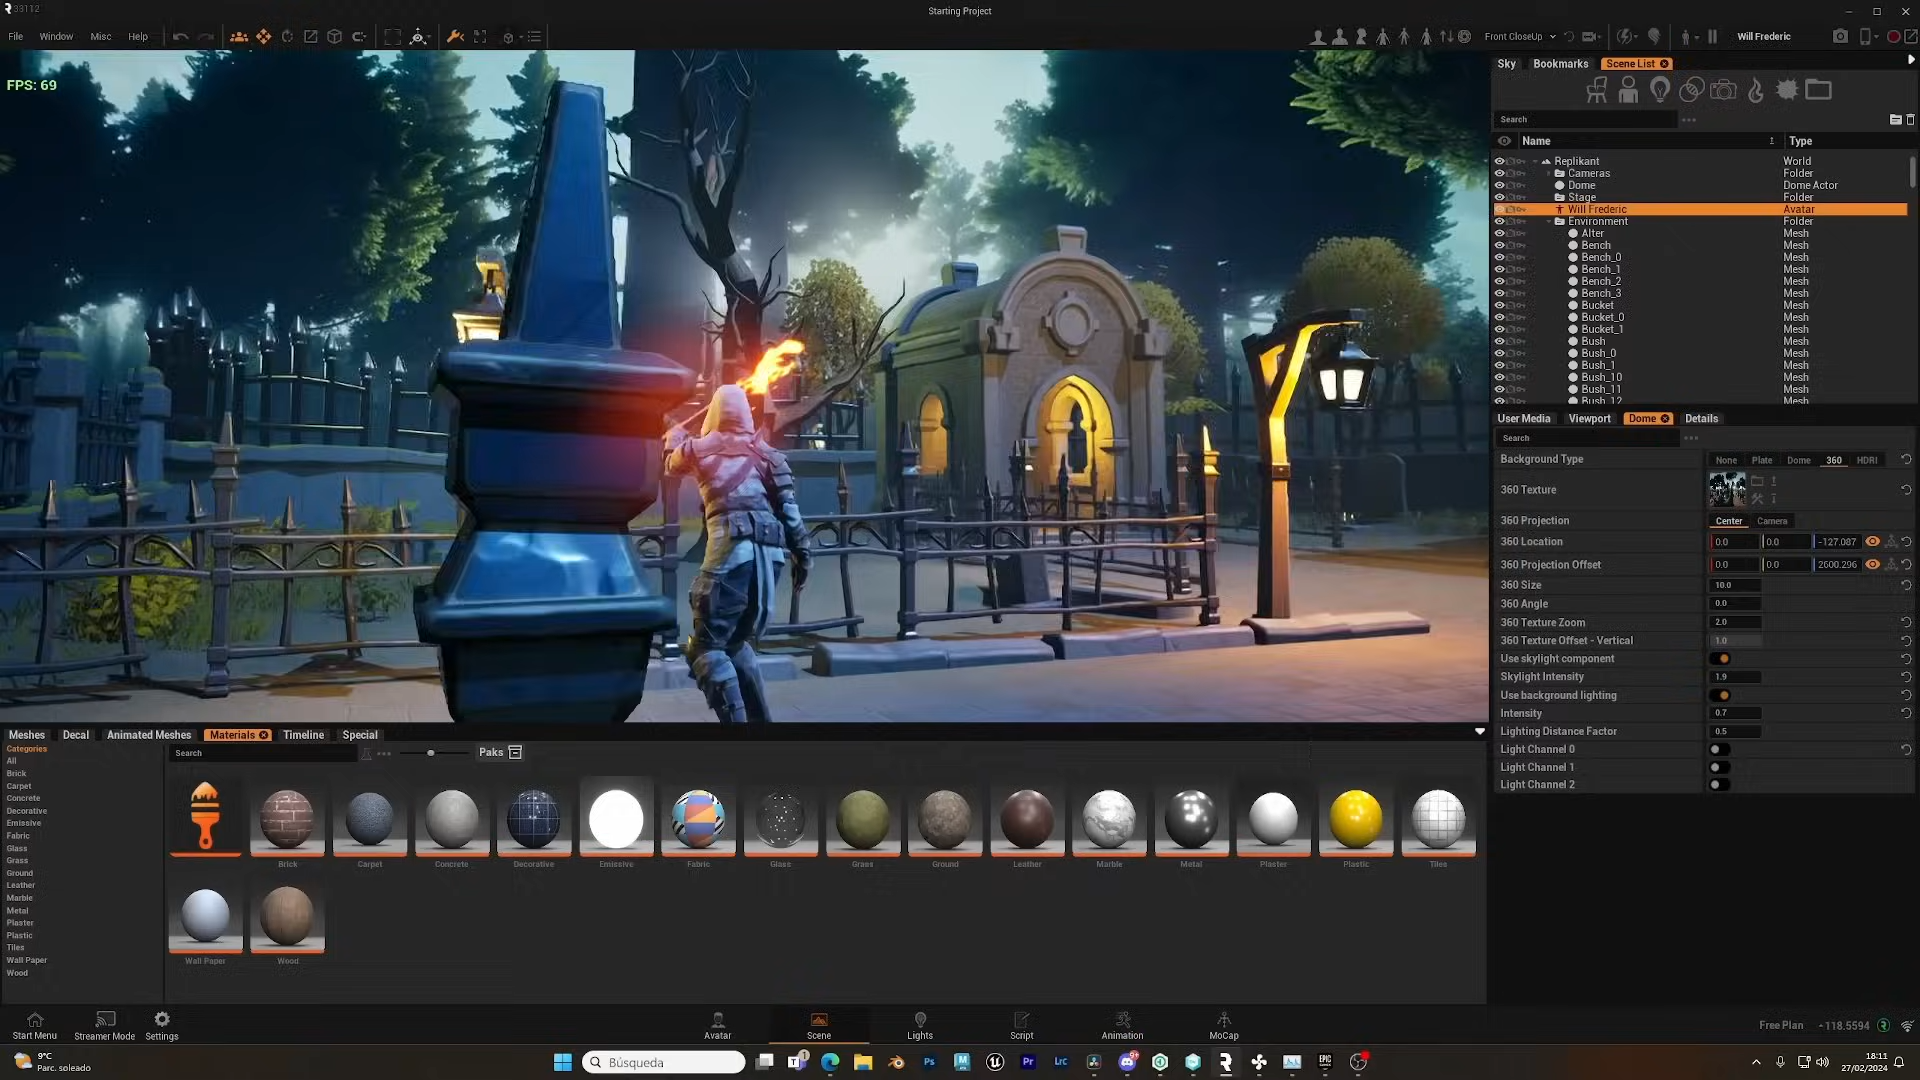 33112
Starting Project
File Window Misc Help
Front CloseUp
Will Frederic
FPS: 69
Sky Bookmarks Scene List
Search
Name Type
Replikant World
Cameras Folder
Dome Dome Actor
Stage Folder
Will Frederic Avatar
Environment Folder
Alter Mesh
Bench Mesh
Bench_0 Mesh
Bench_1 Mesh
Bench_2 Mesh
Bench_3 Mesh
Bucket Mesh
Bucket_0 Mesh
Bucket_1 Mesh
Bush Mesh
Bush_0 Mesh
Bush_1 Mesh
Bush_10 Mesh
Bush_11 Mesh
Bush_12 Mesh
User Media Viewport Dome Details
Search
Background Type None Plate Dome 360 HDRI
360 Texture
360 Projection Center Camera
360 Location 0.0 0.0 -127.087
360 Projection Offset 0.0 0.0 2600.296
360 Size 10.0
360 Angle 0.0
360 Texture Zoom 2.0
360 Texture Offset - Vertical 1.0
Use skylight component
Skylight Intensity 1.9
Use background lighting
Intensity 0.7
Lighting Distance Factor 0.5
Light Channel 0
Light Channel 1
Light Channel 2
Meshes Decal Animated Meshes Materials Timeline Special
Categories
All
Brick
Carpet
Concrete
Decorative
Emissive
Fabric
Glass
Grass
Ground
Leather
Marble
Metal
Plaster
Plastic
Tiles
Wall Paper
Wood
Search
Paks
Brick Carpet Concrete Decorative Emissive Fabric Glass Grass Ground Leather Marble Metal Plaster Plastic Tiles
Wall Paper Wood
Start Menu Streamer Mode Settings
Avatar Scene Lights Script Animation MoCap
Free Plan -118.5594
9°C
Parc. soleado
Búsqueda
18:11
27/02/2024